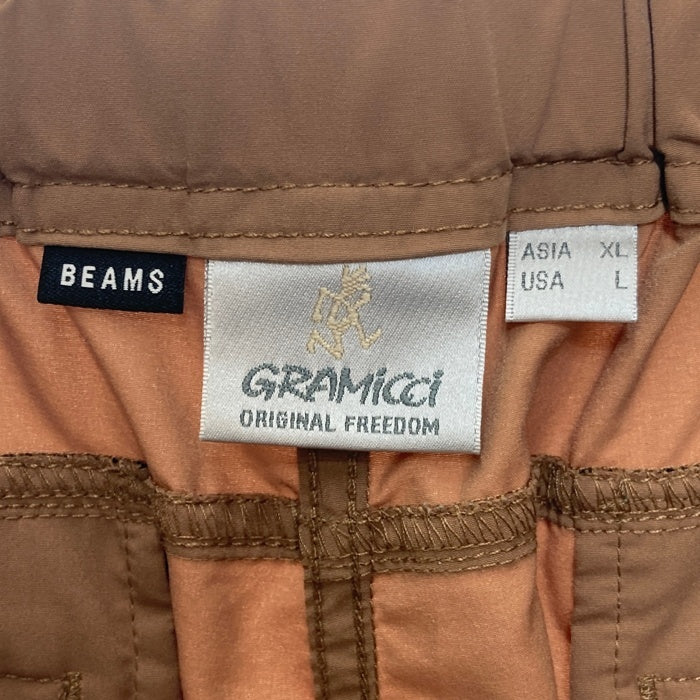 BEAMS
GRAMiCCi
ORIGINAL FREEDOM
ASIA XL
USA L